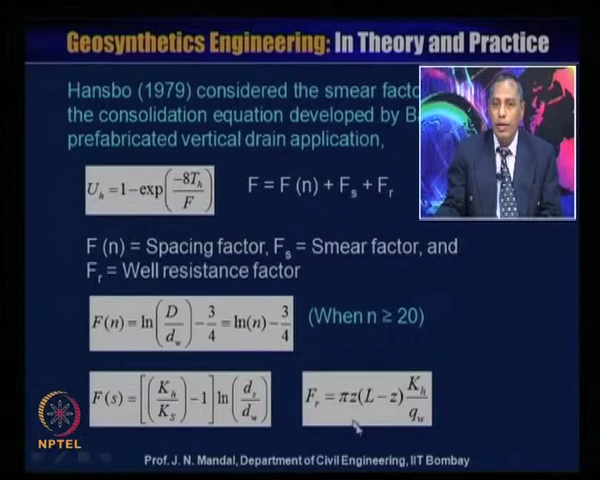 Geosynthetics Engineering: In Theory and Practice
Hansbo (1979) considered the smear facto
the consolidation equation developed by B
prefabricated vertical drain application,
U_h = 1 − exp(−8T_h / F) F = F (n) + F_s + F_r
F (n) = Spacing factor, F_s = Smear factor, and
F_r = Well resistance factor
F(n) = ln(D / d_w) − 3/4 = ln(n) − 3/4 (When n ≥ 20)
F(s) = [(K_h / K_s) − 1] ln(d_s / d_w) F_r = πz(L − z) K_h / q_w
NPTEL
Prof. J. N. Mandal, Department of Civil Engineering, IIT Bombay